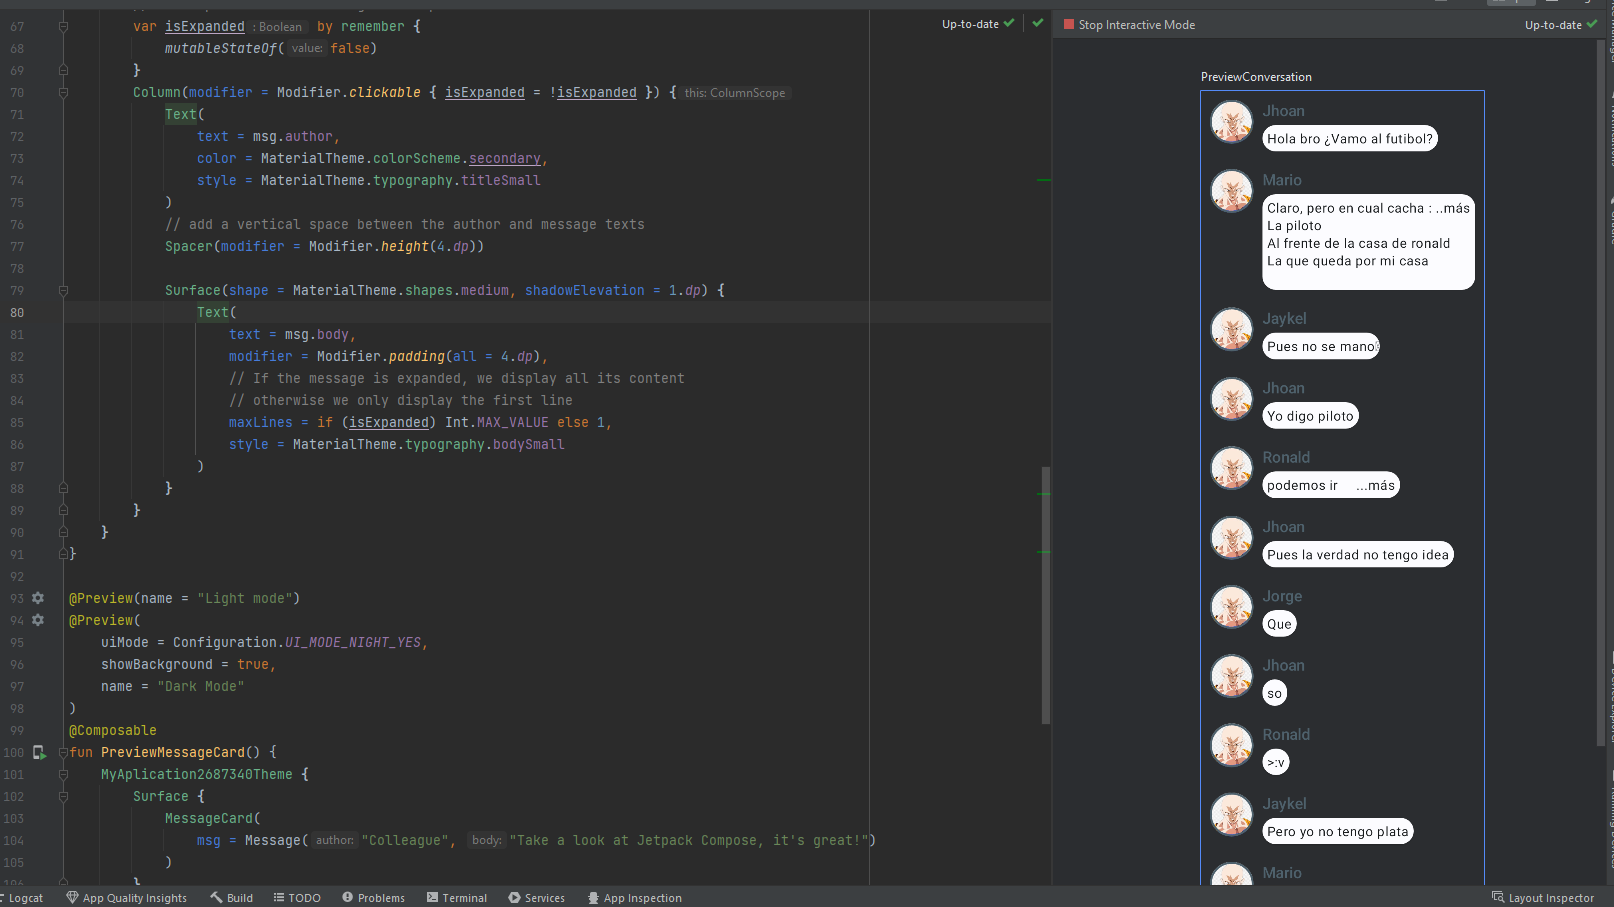 67 var isExpanded : Boolean by remember {
68 mutableStateOf( value: false)
69 }
70 Column(modifier = Modifier.clickable { isExpanded = !isExpanded }) { this: ColumnScope
71 Text(
72 text = msg.author,
73 color = MaterialTheme.colorScheme.secondary,
74 style = MaterialTheme.typography.titleSmall
75 )
76 // add a vertical space between the author and message texts
77 Spacer(modifier = Modifier.height(4.dp))
78
79 Surface(shape = MaterialTheme.shapes.medium, shadowElevation = 1.dp) {
80 Text(
81 text = msg.body,
82 modifier = Modifier.padding(all = 4.dp),
83 // If the message is expanded, we display all its content
84 // otherwise we only display the first line
85 maxLines = if (isExpanded) Int.MAX_VALUE else 1,
86 style = MaterialTheme.typography.bodySmall
87 )
88 }
89 }
90 }
91 }
92
93 @Preview(name = "Light mode")
94 @Preview(
95 uiMode = Configuration.UI_MODE_NIGHT_YES,
96 showBackground = true,
97 name = "Dark Mode"
98 )
99 @Composable
100 fun PreviewMessageCard() {
101 MyAplication2687340Theme {
102 Surface {
103 MessageCard(
104 msg = Message( author: "Colleague", body: "Take a look at Jetpack Compose, it's great!")
105 )
}
Up-to-date
Stop Interactive Mode
Up-to-date
PreviewConversation
Jhoan
Hola bro ¿Vamo al futibol?
Mario
Claro, pero en cual cacha : ..más
La piloto
Al frente de la casa de ronald
La que queda por mi casa
Jaykel
Pues no se mano
Jhoan
Yo digo piloto
Ronald
podemos ir ...más
Jhoan
Pues la verdad no tengo idea
Jorge
Que
Jhoan
so
Ronald
>:v
Jaykel
Pero yo no tengo plata
Mario
Logcat App Quality Insights Build TODO Problems Terminal Services App Inspection Layout Inspector